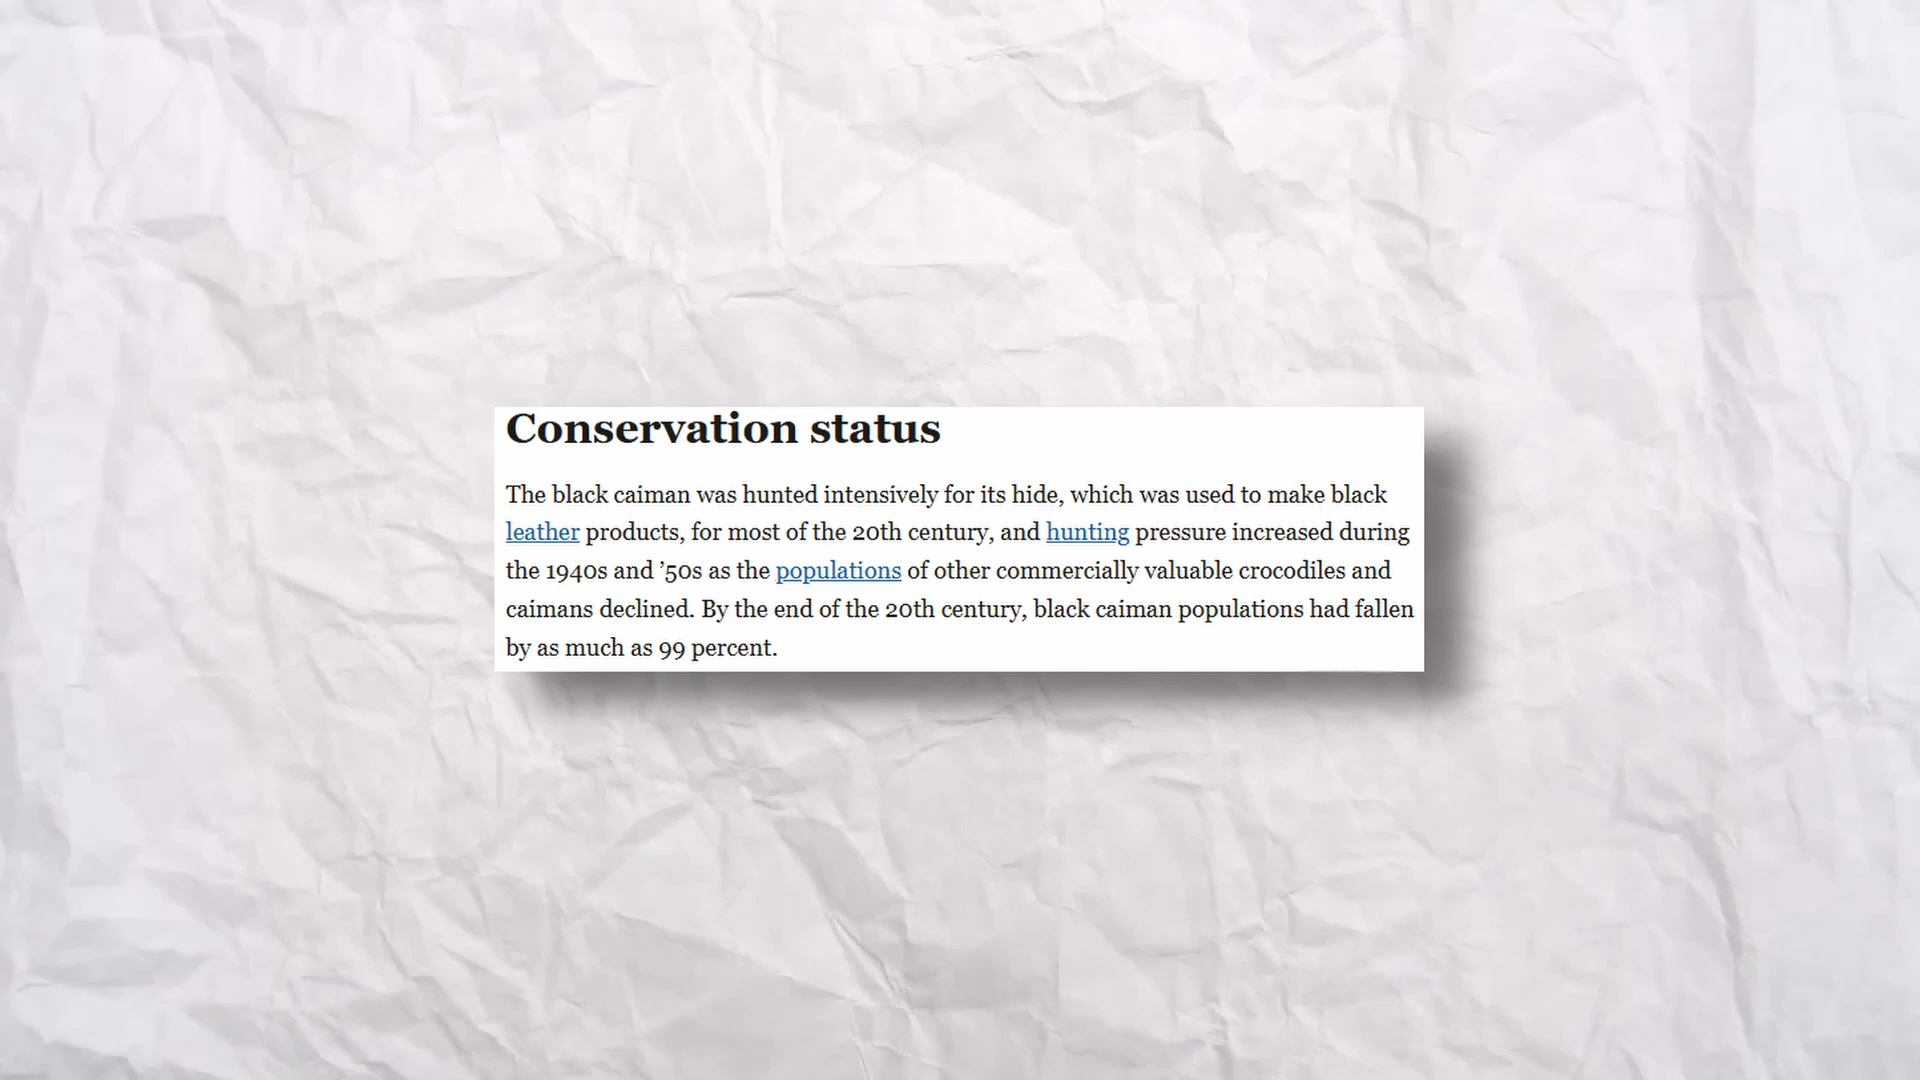 Conservation status
The black caiman was hunted intensively for its hide, which was used to make black
leather products, for most of the 20th century, and hunting pressure increased during
the 1940s and ’50s as the populations of other commercially valuable crocodiles and
caimans declined. By the end of the 20th century, black caiman populations had fallen
by as much as 99 percent.